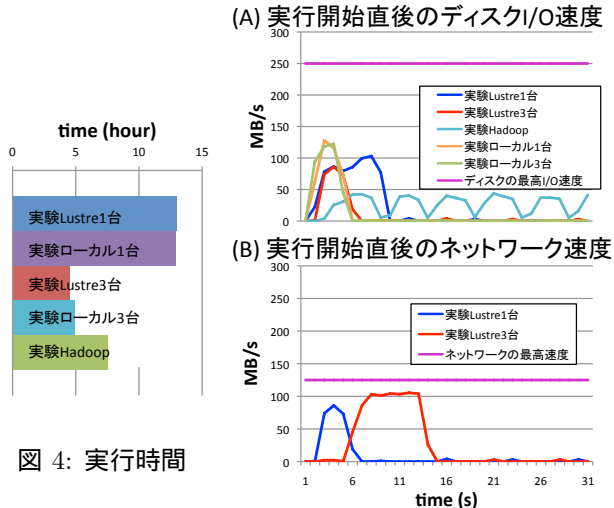 time (hour)
0 5 10 15
実験Lustre1台
実験ローカル1台
実験Lustre3台
実験ローカル3台
実験Hadoop
図 4: 実行時間
(A) 実行開始直後のディスクI/O速度
MB/s
300
250
200
150
100
50
0
実験Lustre1台
実験Lustre3台
実験Hadoop
実験ローカル1台
実験ローカル3台
ディスクの最高I/O速度
(B) 実行開始直後のネットワーク速度
MB/s
300
250
200
150
100
50
0
実験Lustre1台
実験Lustre3台
ネットワークの最高速度
1 6 11 16 21 26 31
time (s)